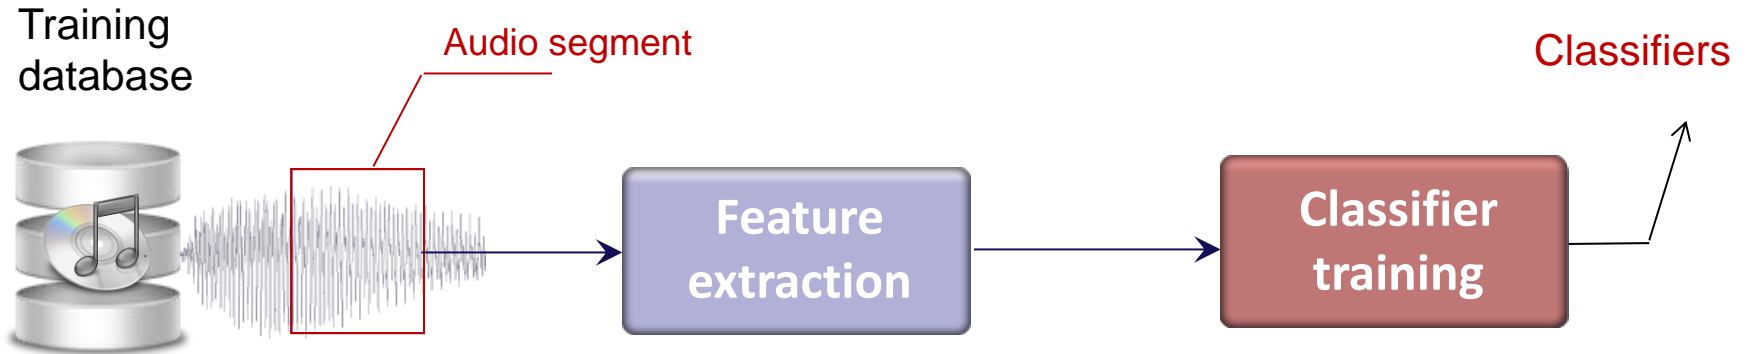 Training
database
Audio segment
Classifiers
Feature
extraction
Classifier
training